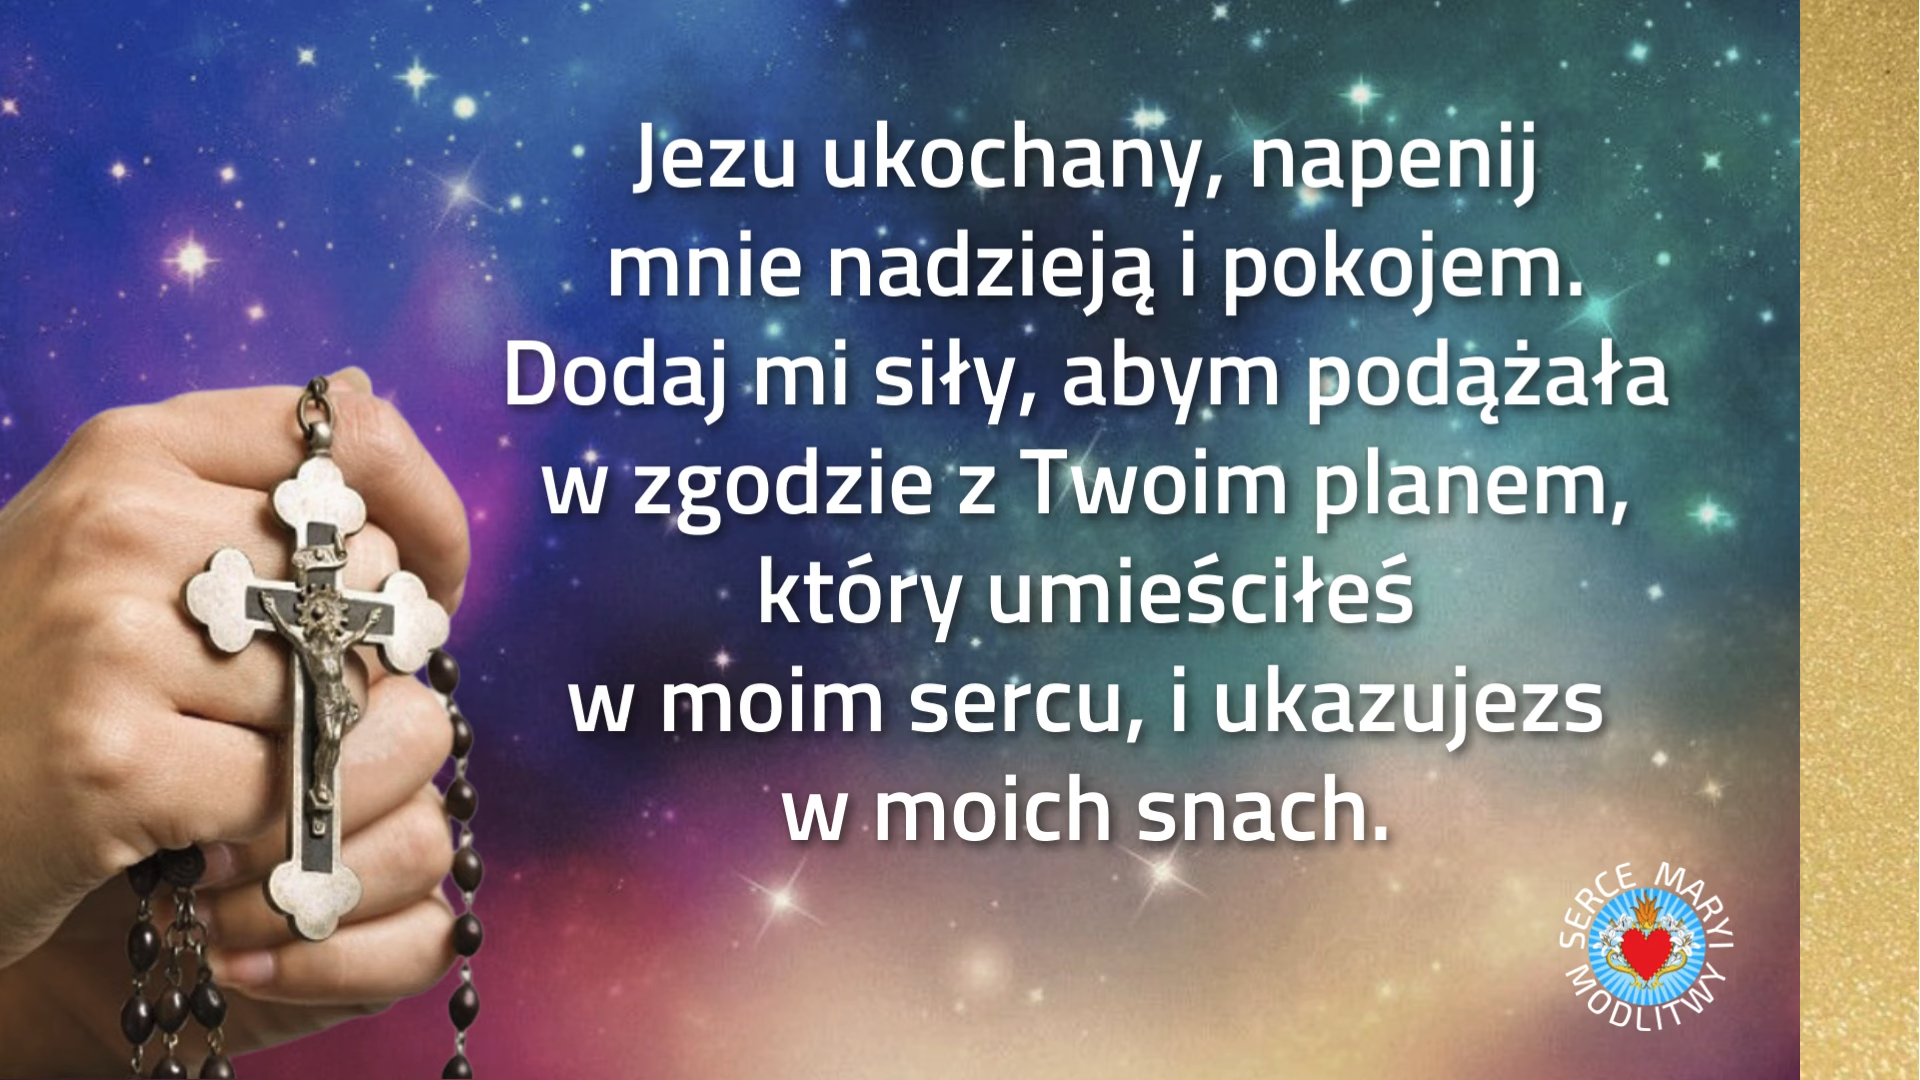 Jezu ukochany, napenij
mnie nadzieją i pokojem.
Dodaj mi siły, abym podążała
w zgodzie z Twoim planem,
który umieściłeś
w moim sercu, i ukazujezs
w moich snach.
SERCE MARYI
MODLITWY